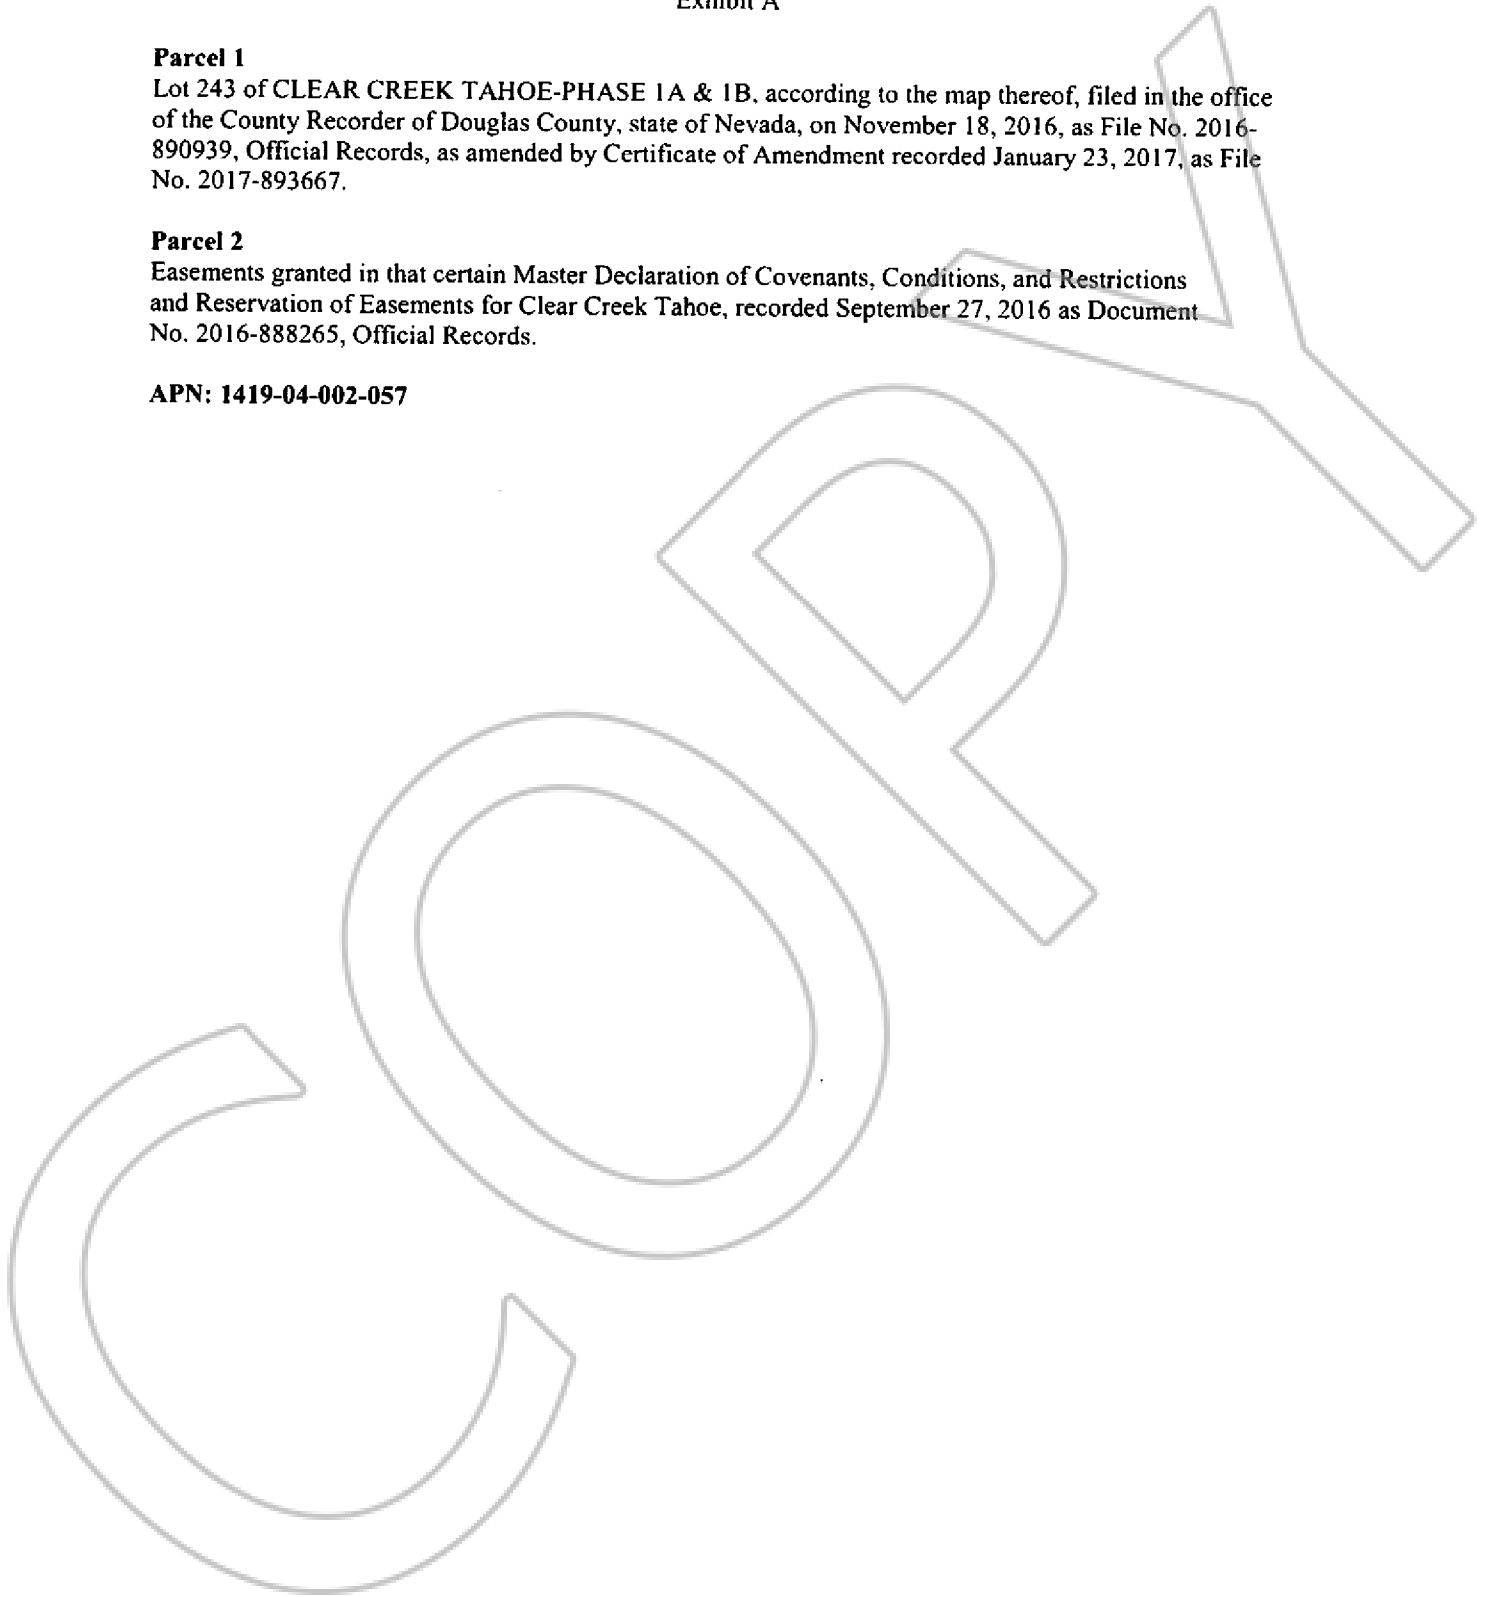 Exhibit A
Parcel 1
Lot 243 of CLEAR CREEK TAHOE-PHASE 1A & 1B, according to the map thereof, filed in the office
of the County Recorder of Douglas County, state of Nevada, on November 18, 2016, as File No. 2016-
890939, Official Records, as amended by Certificate of Amendment recorded January 23, 2017, as File
No. 2017-893667.
Parcel 2
Easements granted in that certain Master Declaration of Covenants, Conditions, and Restrictions
and Reservation of Easements for Clear Creek Tahoe, recorded September 27, 2016 as Document
No. 2016-888265, Official Records.
APN: 1419-04-002-057
COPY